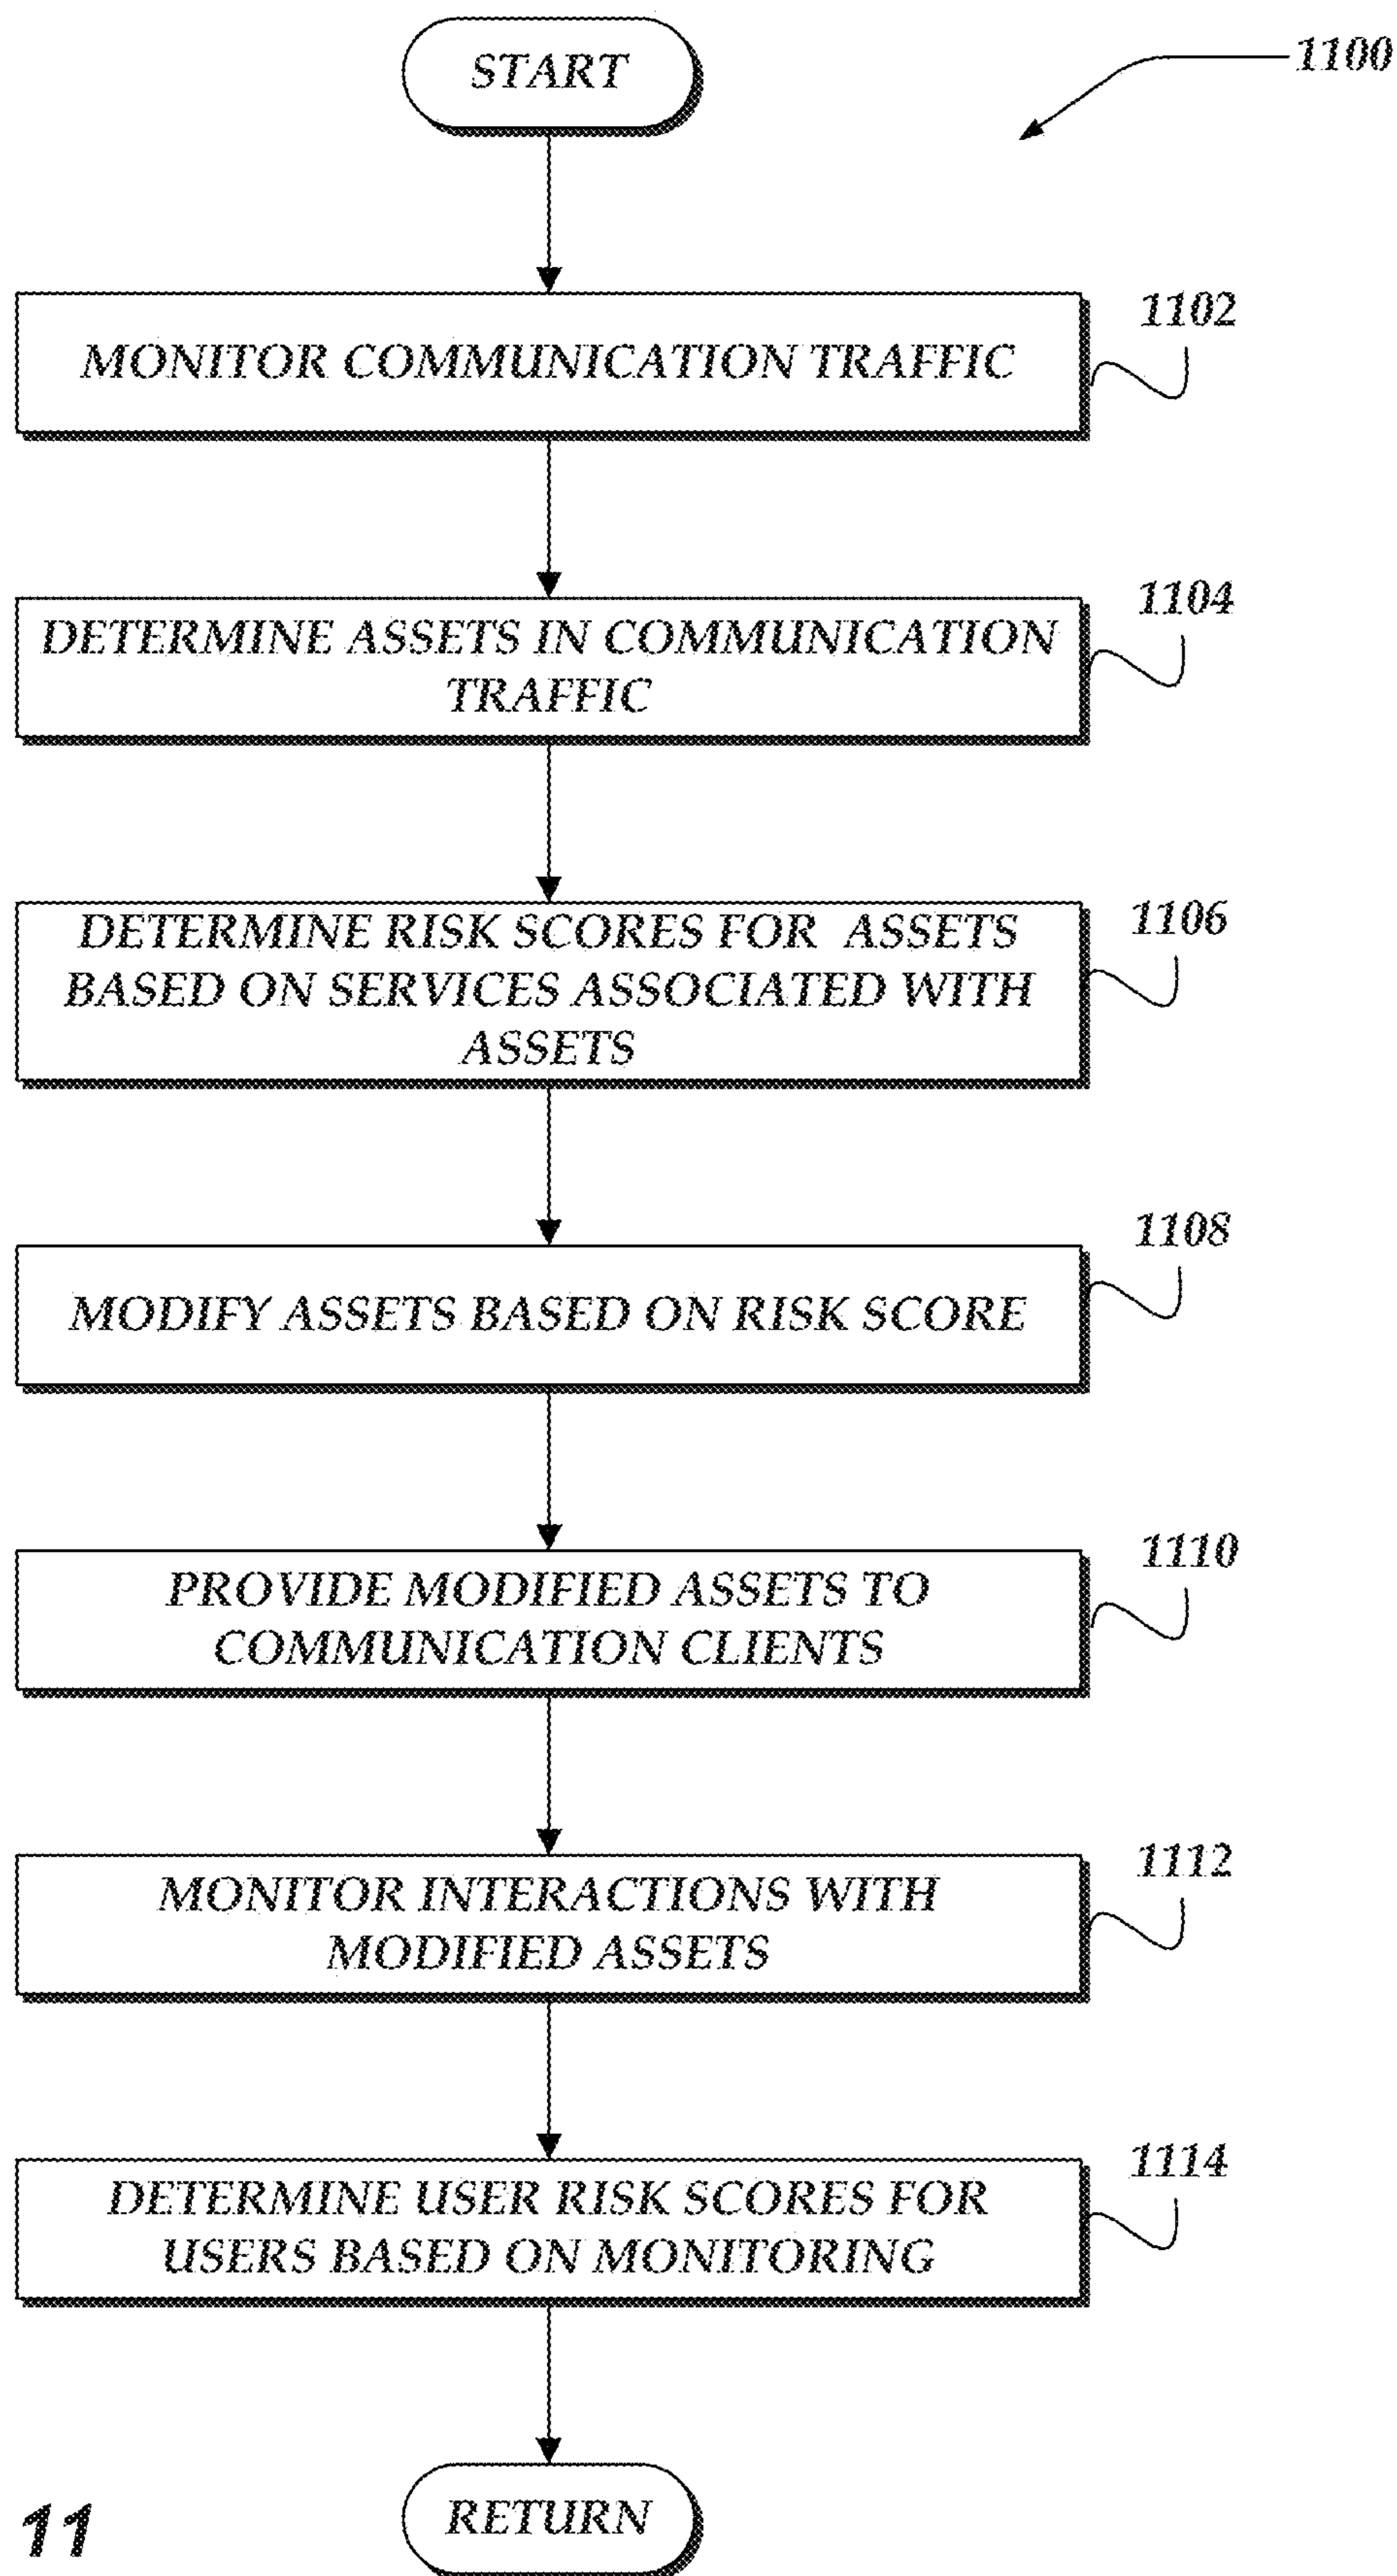 START
1100
1102
MONITOR COMMUNICATION TRAFFIC
1104
DETERMINE ASSETS IN COMMUNICATION
TRAFFIC
1106
DETERMINE RISK SCORES FOR ASSETS
BASED ON SERVICES ASSOCIATED WITH
ASSETS
1108
MODIFY ASSETS BASED ON RISK SCORE
1110
PROVIDE MODIFIED ASSETS TO
COMMUNICATION CLIENTS
1112
MONITOR INTERACTIONS WITH
MODIFIED ASSETS
1114
DETERMINE USER RISK SCORES FOR
USERS BASED ON MONITORING
RETURN
11